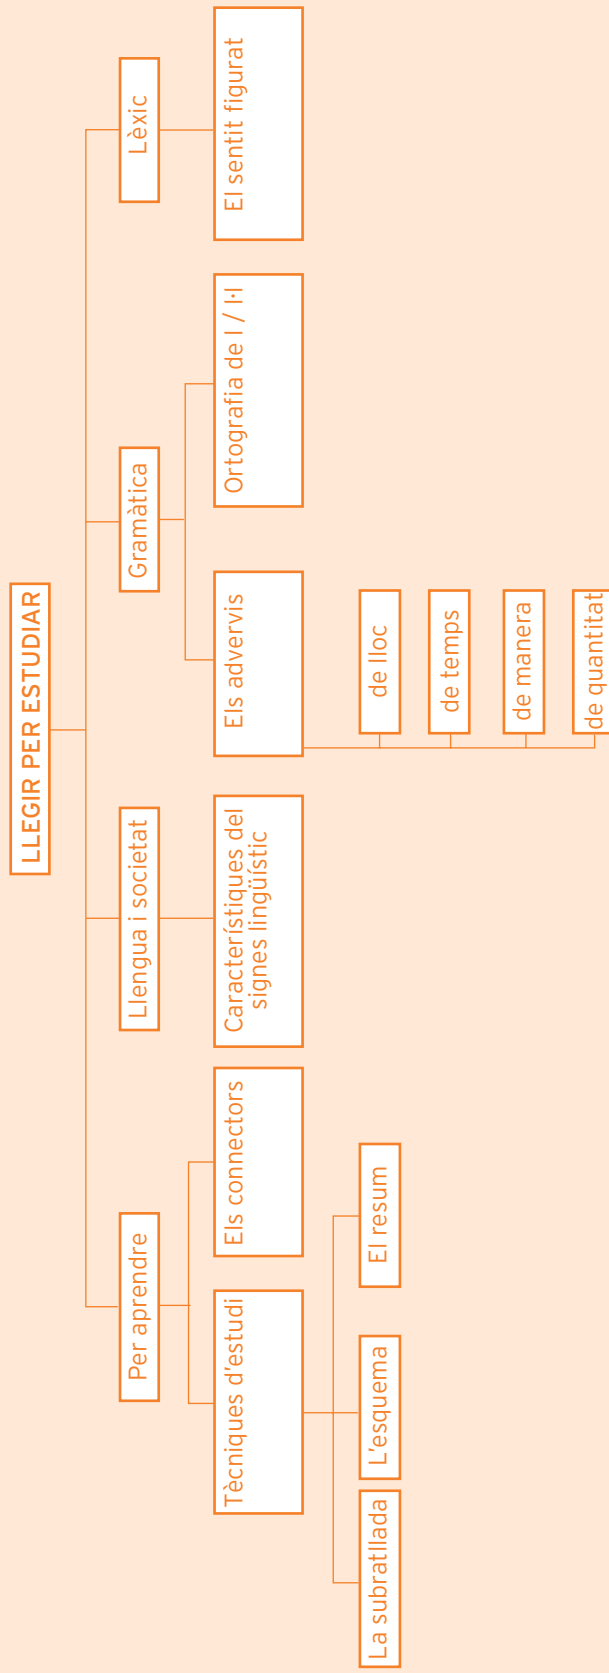 LLEGIR PER ESTUDIAR
Per aprendre
Llengua i societat
Gramàtica
Lèxic
Tècniques d'estudi
Els connectors
Característiques del
signes lingüístic
Els advervis
Ortografia de l / l·l
El sentit figurat
La subratllada
L'esquema
El resum
de lloc
de temps
de manera
de quantitat